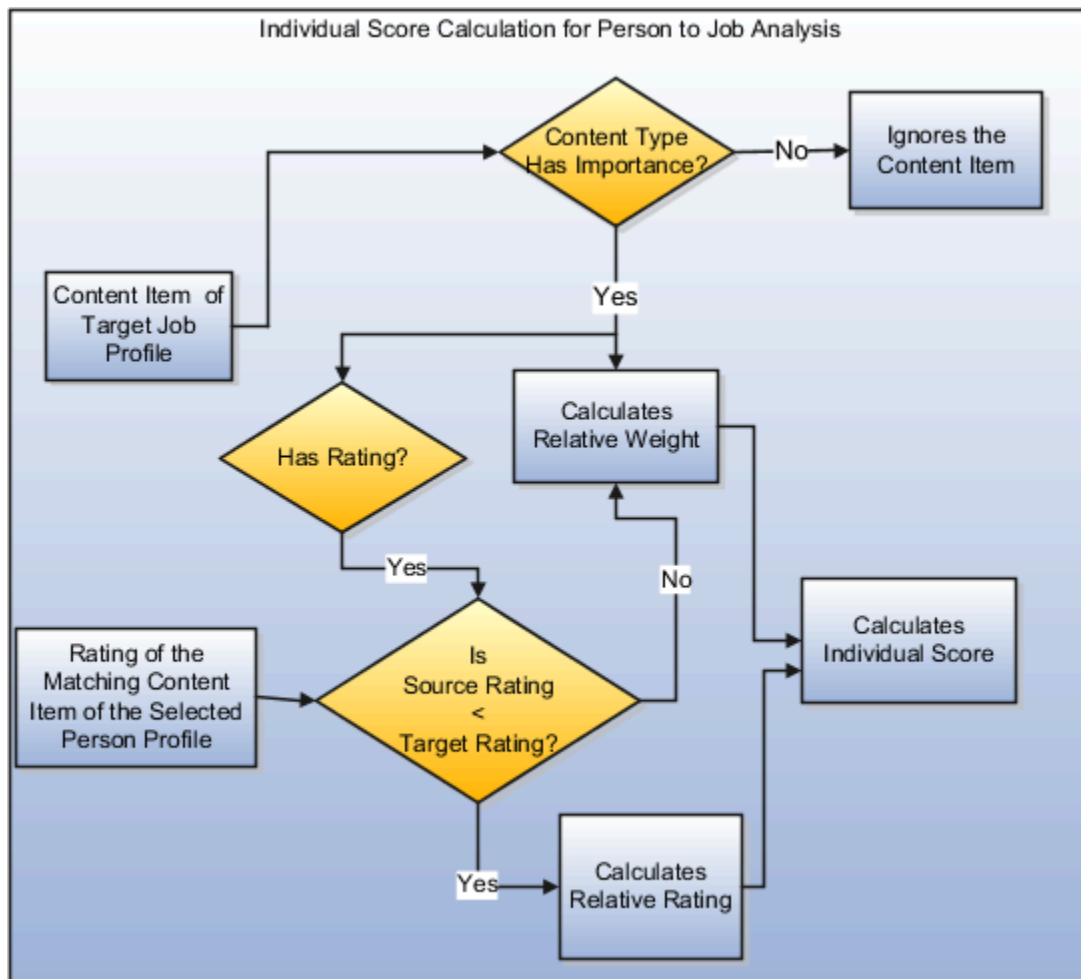 Individual Score Calculation for Person to Job Analysis
Content Type
Has Importance?
No
Ignores the
Content Item
Content Item of
Target Job
Profile
Yes
Has Rating?
Calculates
Relative Weight
Yes
No
Rating of the
Matching Content
Item of the Selected
Person Profile
Is
Source Rating
<
Target Rating?
Calculates
Individual Score
Yes
Calculates
Relative Rating